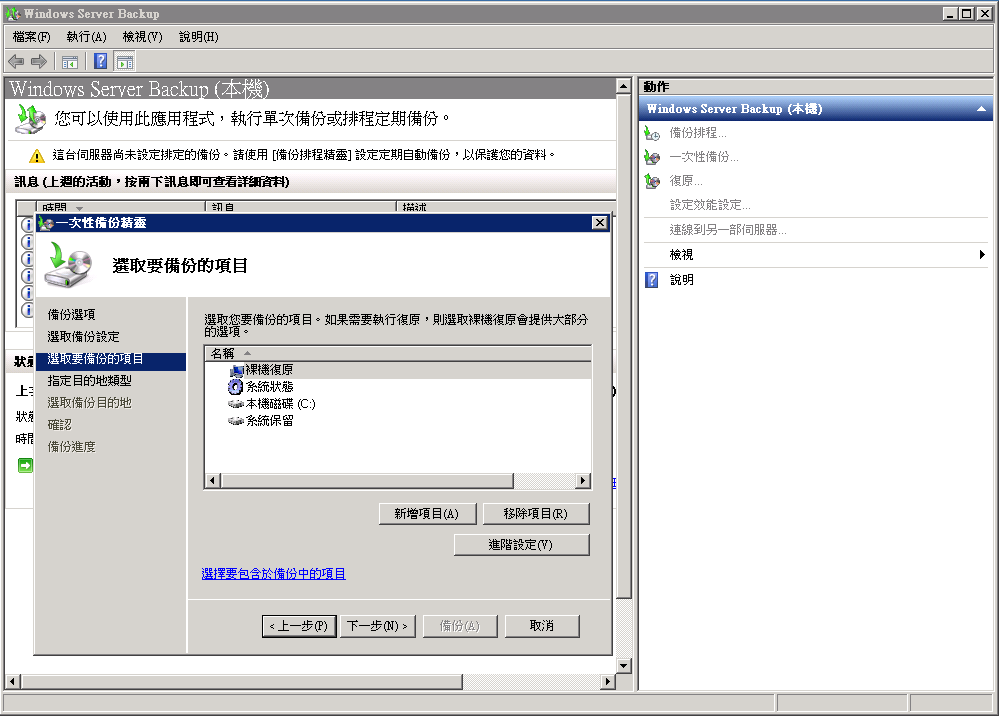 Windows Server Backup
檔案(F) 執行(A) 檢視(V) 說明(H)
Windows Server Backup (本機)
您可以使用此應用程式，執行單次備份或排程定期備份。
這台伺服器尚未設定排定的備份。請使用 [備份排程精靈] 設定定期自動備份，以保護您的資料。
訊息 (上週的活動，按兩下訊息即可查看詳細資料)
時間 訊息 描述
一次性備份精靈
選取要備份的項目
備份選項
選取備份設定
選取要備份的項目
指定目的地類型
選取備份目的地
確認
備份進度
選取您要備份的項目。如果需要執行復原，則選取裸機復原會提供大部分
的選項。
名稱
裸機復原
系統狀態
本機磁碟 (C:)
系統保留
新增項目(A) 移除項目(R)
進階設定(V)
選擇要包含於備份中的項目
< 上一步(P) 下一步(N) > 備份(A) 取消
狀態
時間
動作
Windows Server Backup (本機)
備份排程...
一次性備份...
復原...
設定效能設定...
連線到另一部伺服器...
檢視
說明